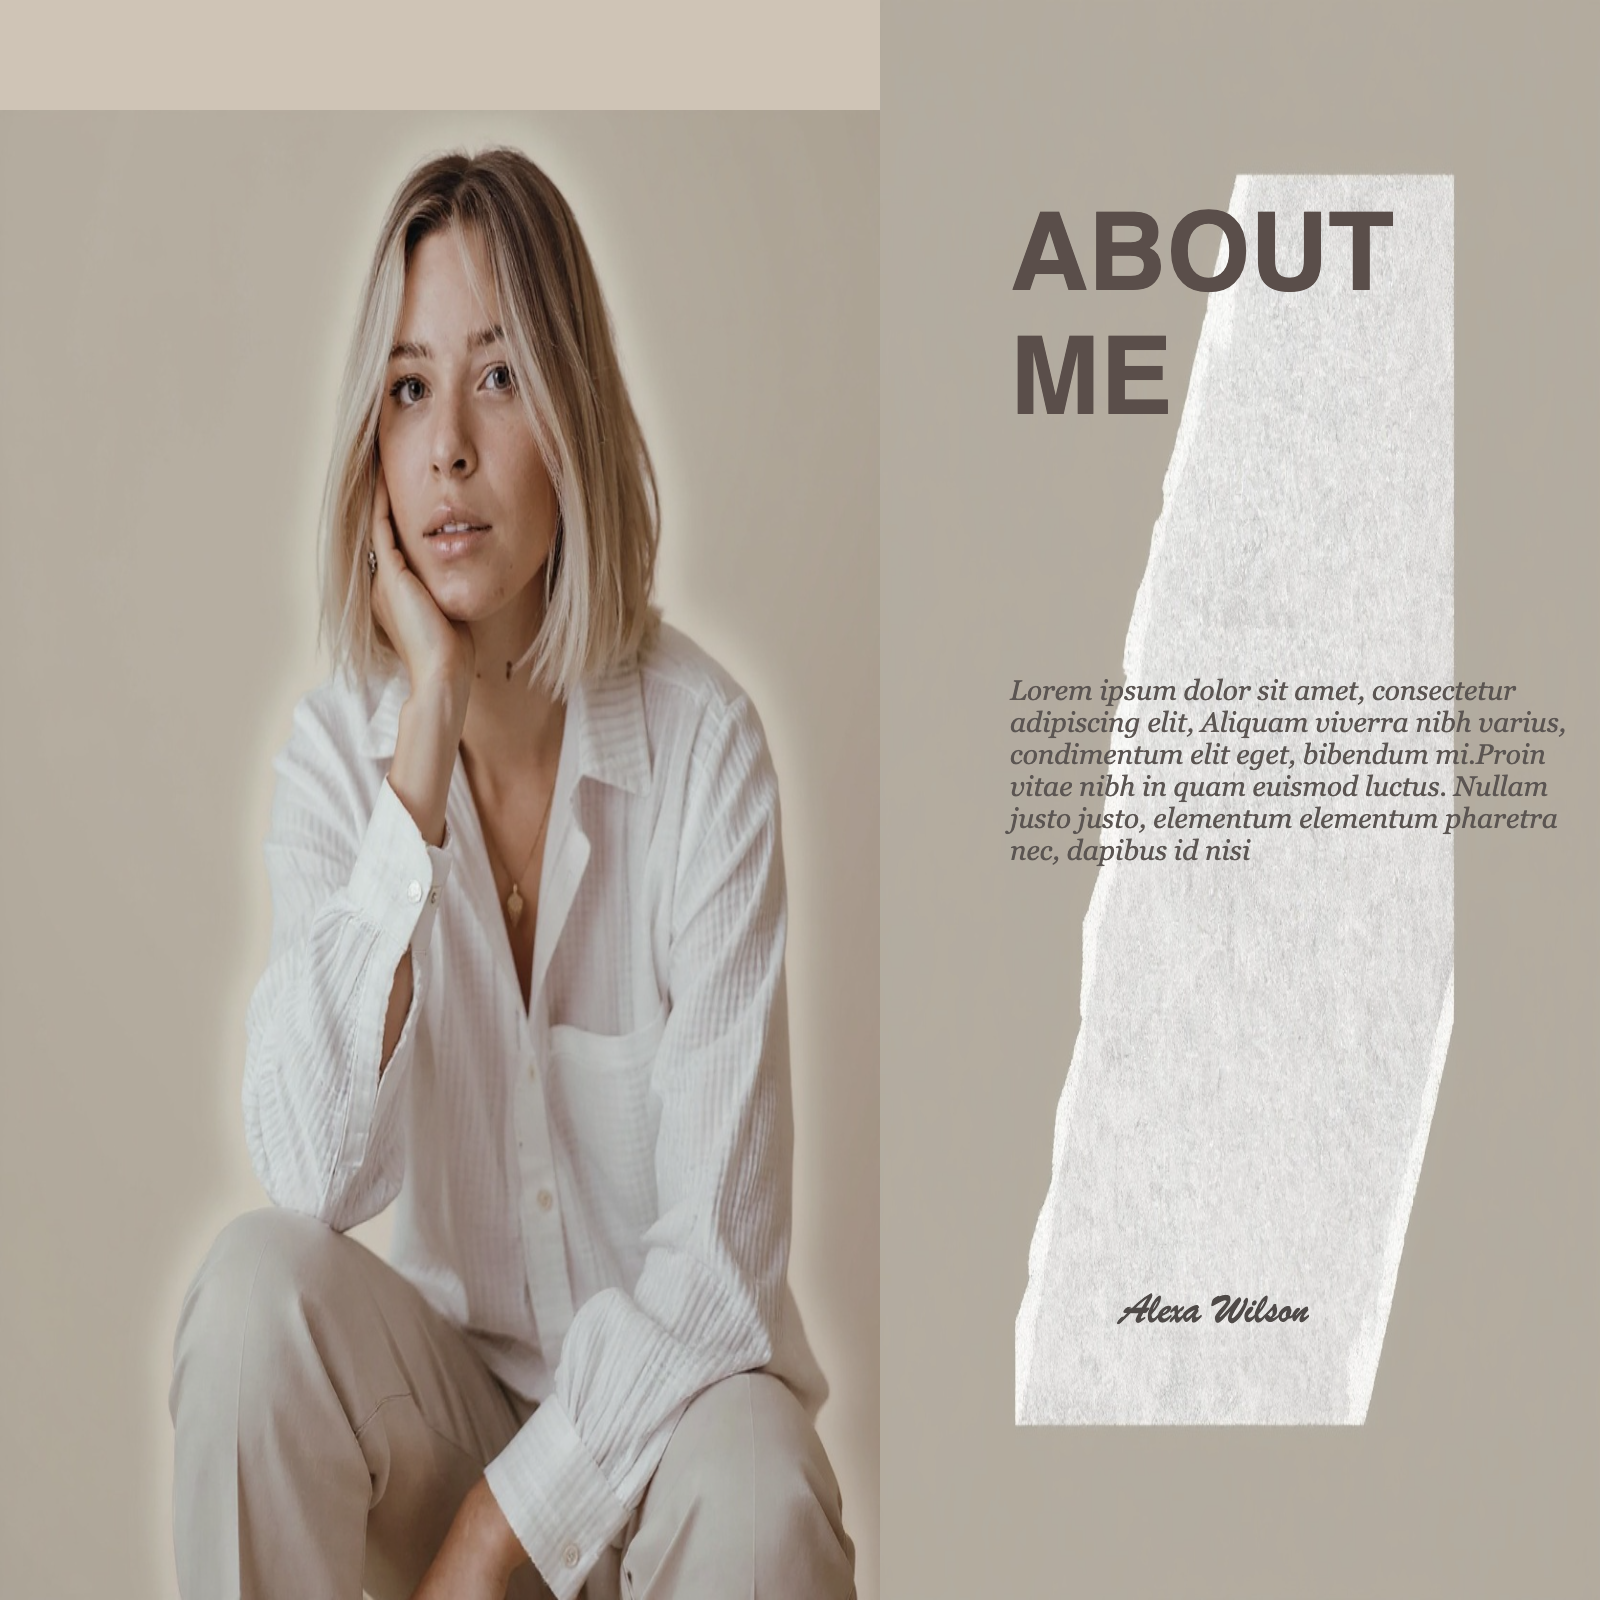 ABOUT
ME
Lorem ipsum dolor sit amet, consectetur
adipiscing elit, Aliquam viverra nibh varius,
condimentum elit eget, bibendum mi.Proin
vitae nibh in quam euismod luctus. Nullam
justo justo, elementum elementum pharetra
nec, dapibus id nisi
Alexa Wilson